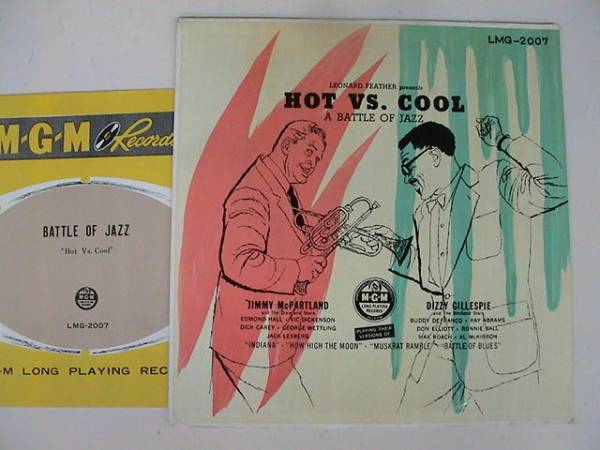 M-G-M Records
BATTLE OF JAZZ
"Hot Vs. Cool"
M-G-M
LMG-2007
-M LONG PLAYING REC
LMG-2007
LEONARD FEATHER presents
HOT VS. COOL
A BATTLE OF JAZZ
JIMMY McPARTLAND
and The Dixieland Stars
EDMOND HALL • VIC DICKENSON
DICK CAREY • GEORGE WETTLING
JACK LESBERG
M-G-M
LONG PLAYING
RECORDS
PLAYING THEIR
VERSIONS OF
DIZZY GILLESPIE
and The Birdland Stars
BUDDY DeFRANCO • RAY ABRAMS
DON ELLIOTT • RONNIE BALL
MAX ROACH • AL McKIBBON
"INDIANA" - "HOW HIGH THE MOON" - "MUSKRAT RAMBLE" - "BATTLE OF BLUES"